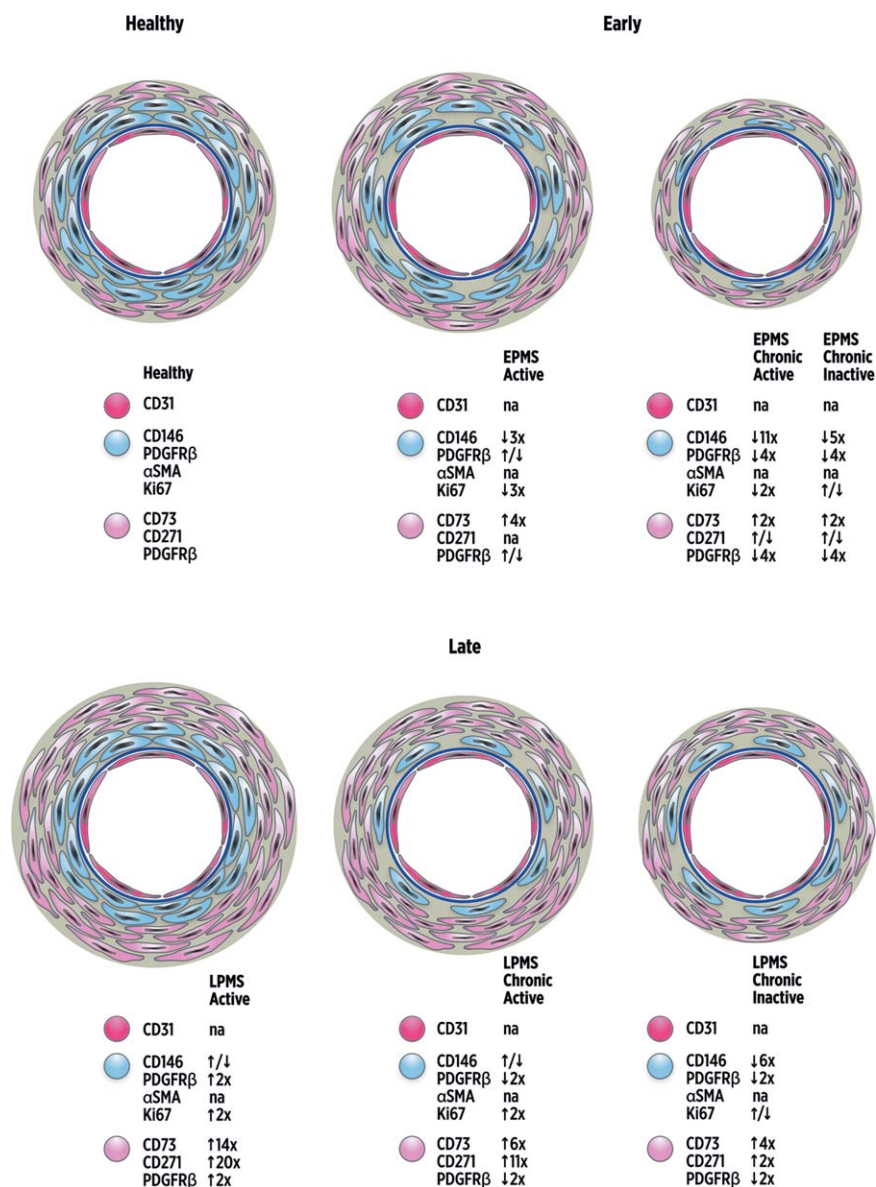 Healthy
Early
Healthy
CD31
CD146
PDGFRβ
αSMA
Ki67
CD73
CD271
PDGFRβ
EPMS
Active
CD31 na
CD146 ↓3x
PDGFRβ ↑/↓
αSMA na
Ki67 ↓3x
CD73 ↑4x
CD271 na
PDGFRβ ↑/↓
EPMS EPMS
Chronic Chronic
Active Inactive
CD31 na na
CD146 ↓11x ↓5x
PDGFRβ ↓4x ↓4x
αSMA na na
Ki67 ↓2x ↑/↓
CD73 ↑2x ↑2x
CD271 ↑/↓ ↑/↓
PDGFRβ ↓4x ↓4x
Late
LPMS
Active
CD31 na
CD146 ↑/↓
PDGFRβ ↑2x
αSMA na
Ki67 ↑2x
CD73 ↑14x
CD271 ↑20x
PDGFRβ ↑2x
LPMS
Chronic
Active
CD31 na
CD146 ↑/↓
PDGFRβ ↓2x
αSMA na
Ki67 ↑2x
CD73 ↑6x
CD271 ↑11x
PDGFRβ ↓2x
LPMS
Chronic
Inactive
CD31 na
CD146 ↓6x
PDGFRβ ↓2x
αSMA na
Ki67 ↑/↓
CD73 ↑4x
CD271 ↑2x
PDGFRβ ↓2x